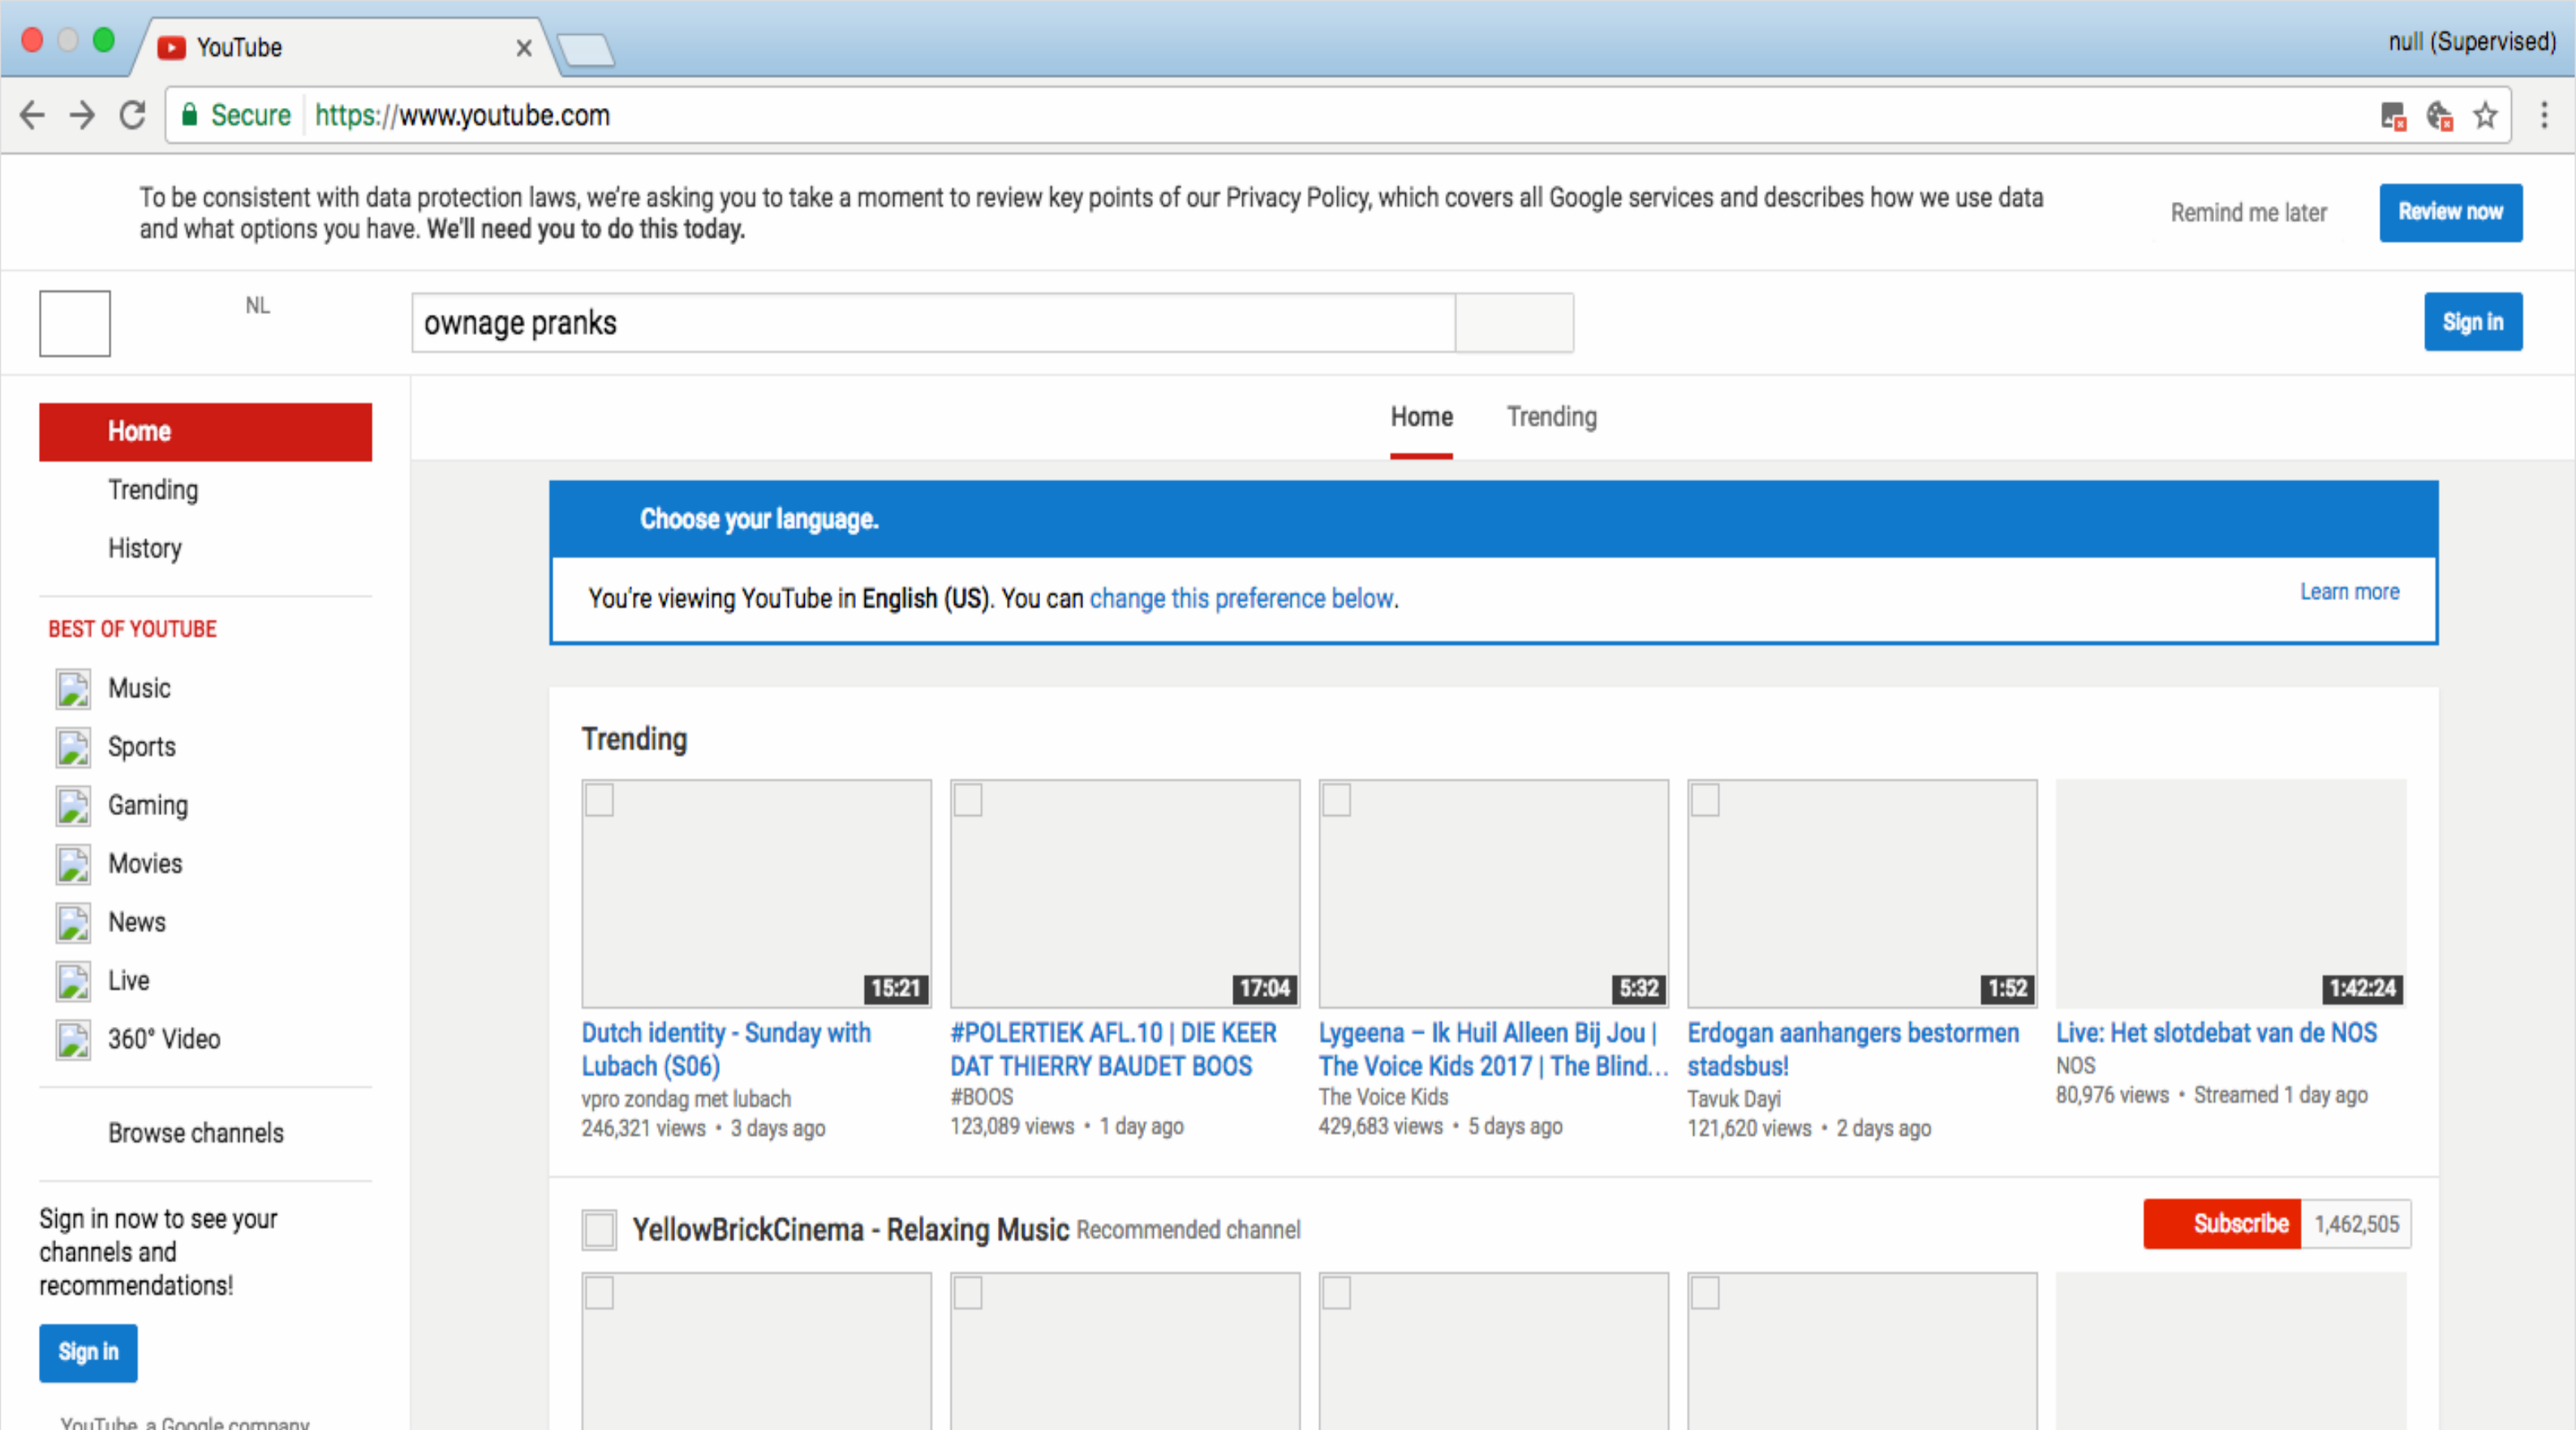 YouTube
null (Supervised)
Secure
https://www.youtube.com
To be consistent with data protection laws, we're asking you to take a moment to review key points of our Privacy Policy, which covers all Google services and describes how we use data
and what options you have. We'll need you to do this today.
Remind me later
Review now
NL
ownage pranks
Sign in
Home
Trending
History
BEST OF YOUTUBE
Music
Sports
Gaming
Movies
News
Live
360° Video
Browse channels
Sign in now to see your
channels and
recommendations!
Sign in
YouTube, a Google company
Home
Trending
Choose your language.
You're viewing YouTube in English (US). You can change this preference below.
Learn more
Trending
15:21
Dutch identity - Sunday with
Lubach (S06)
vpro zondag met lubach
246,321 views • 3 days ago
17:04
#POLERTIEK AFL.10 | DIE KEER
DAT THIERRY BAUDET BOOS
#BOOS
123,089 views • 1 day ago
5:32
Lygeena – Ik Huil Alleen Bij Jou |
The Voice Kids 2017 | The Blind...
The Voice Kids
429,683 views • 5 days ago
1:52
Erdogan aanhangers bestormen
stadsbus!
Tavuk Dayi
121,620 views • 2 days ago
1:42:24
Live: Het slotdebat van de NOS
NOS
80,976 views • Streamed 1 day ago
YellowBrickCinema - Relaxing Music Recommended channel
Subscribe
1,462,505